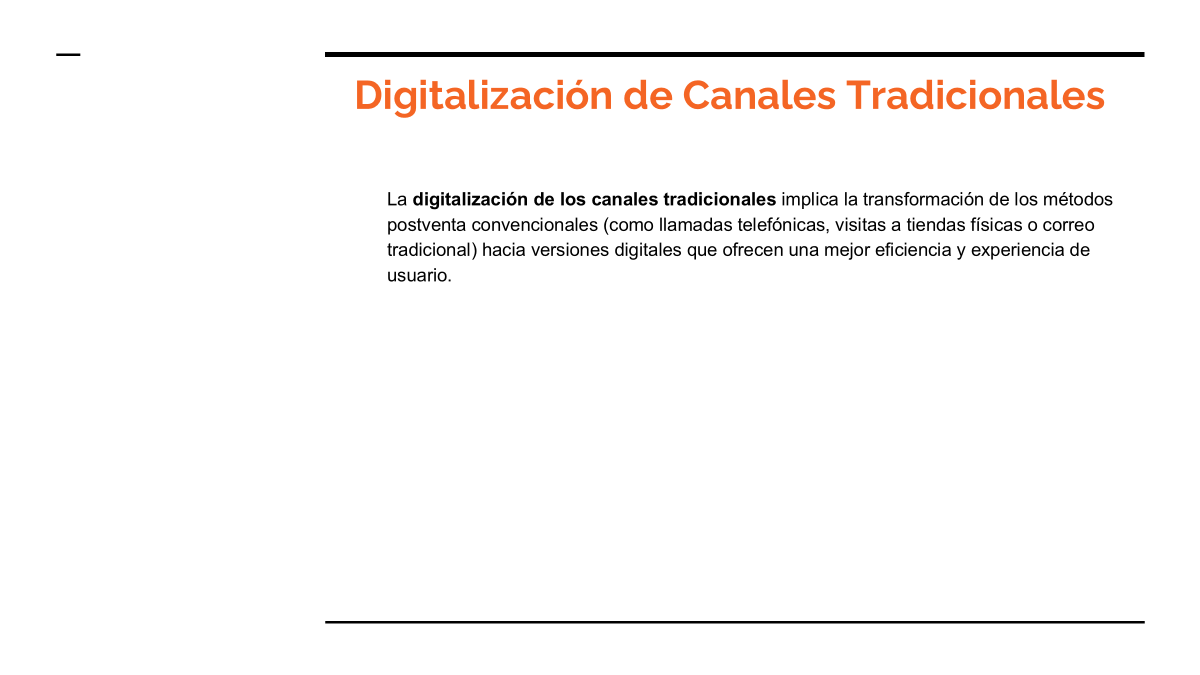 Digitalización de Canales Tradicionales
La digitalización de los canales tradicionales implica la transformación de los métodos
postventa convencionales (como llamadas telefónicas, visitas a tiendas físicas o correo
tradicional) hacia versiones digitales que ofrecen una mejor eficiencia y experiencia de
usuario.